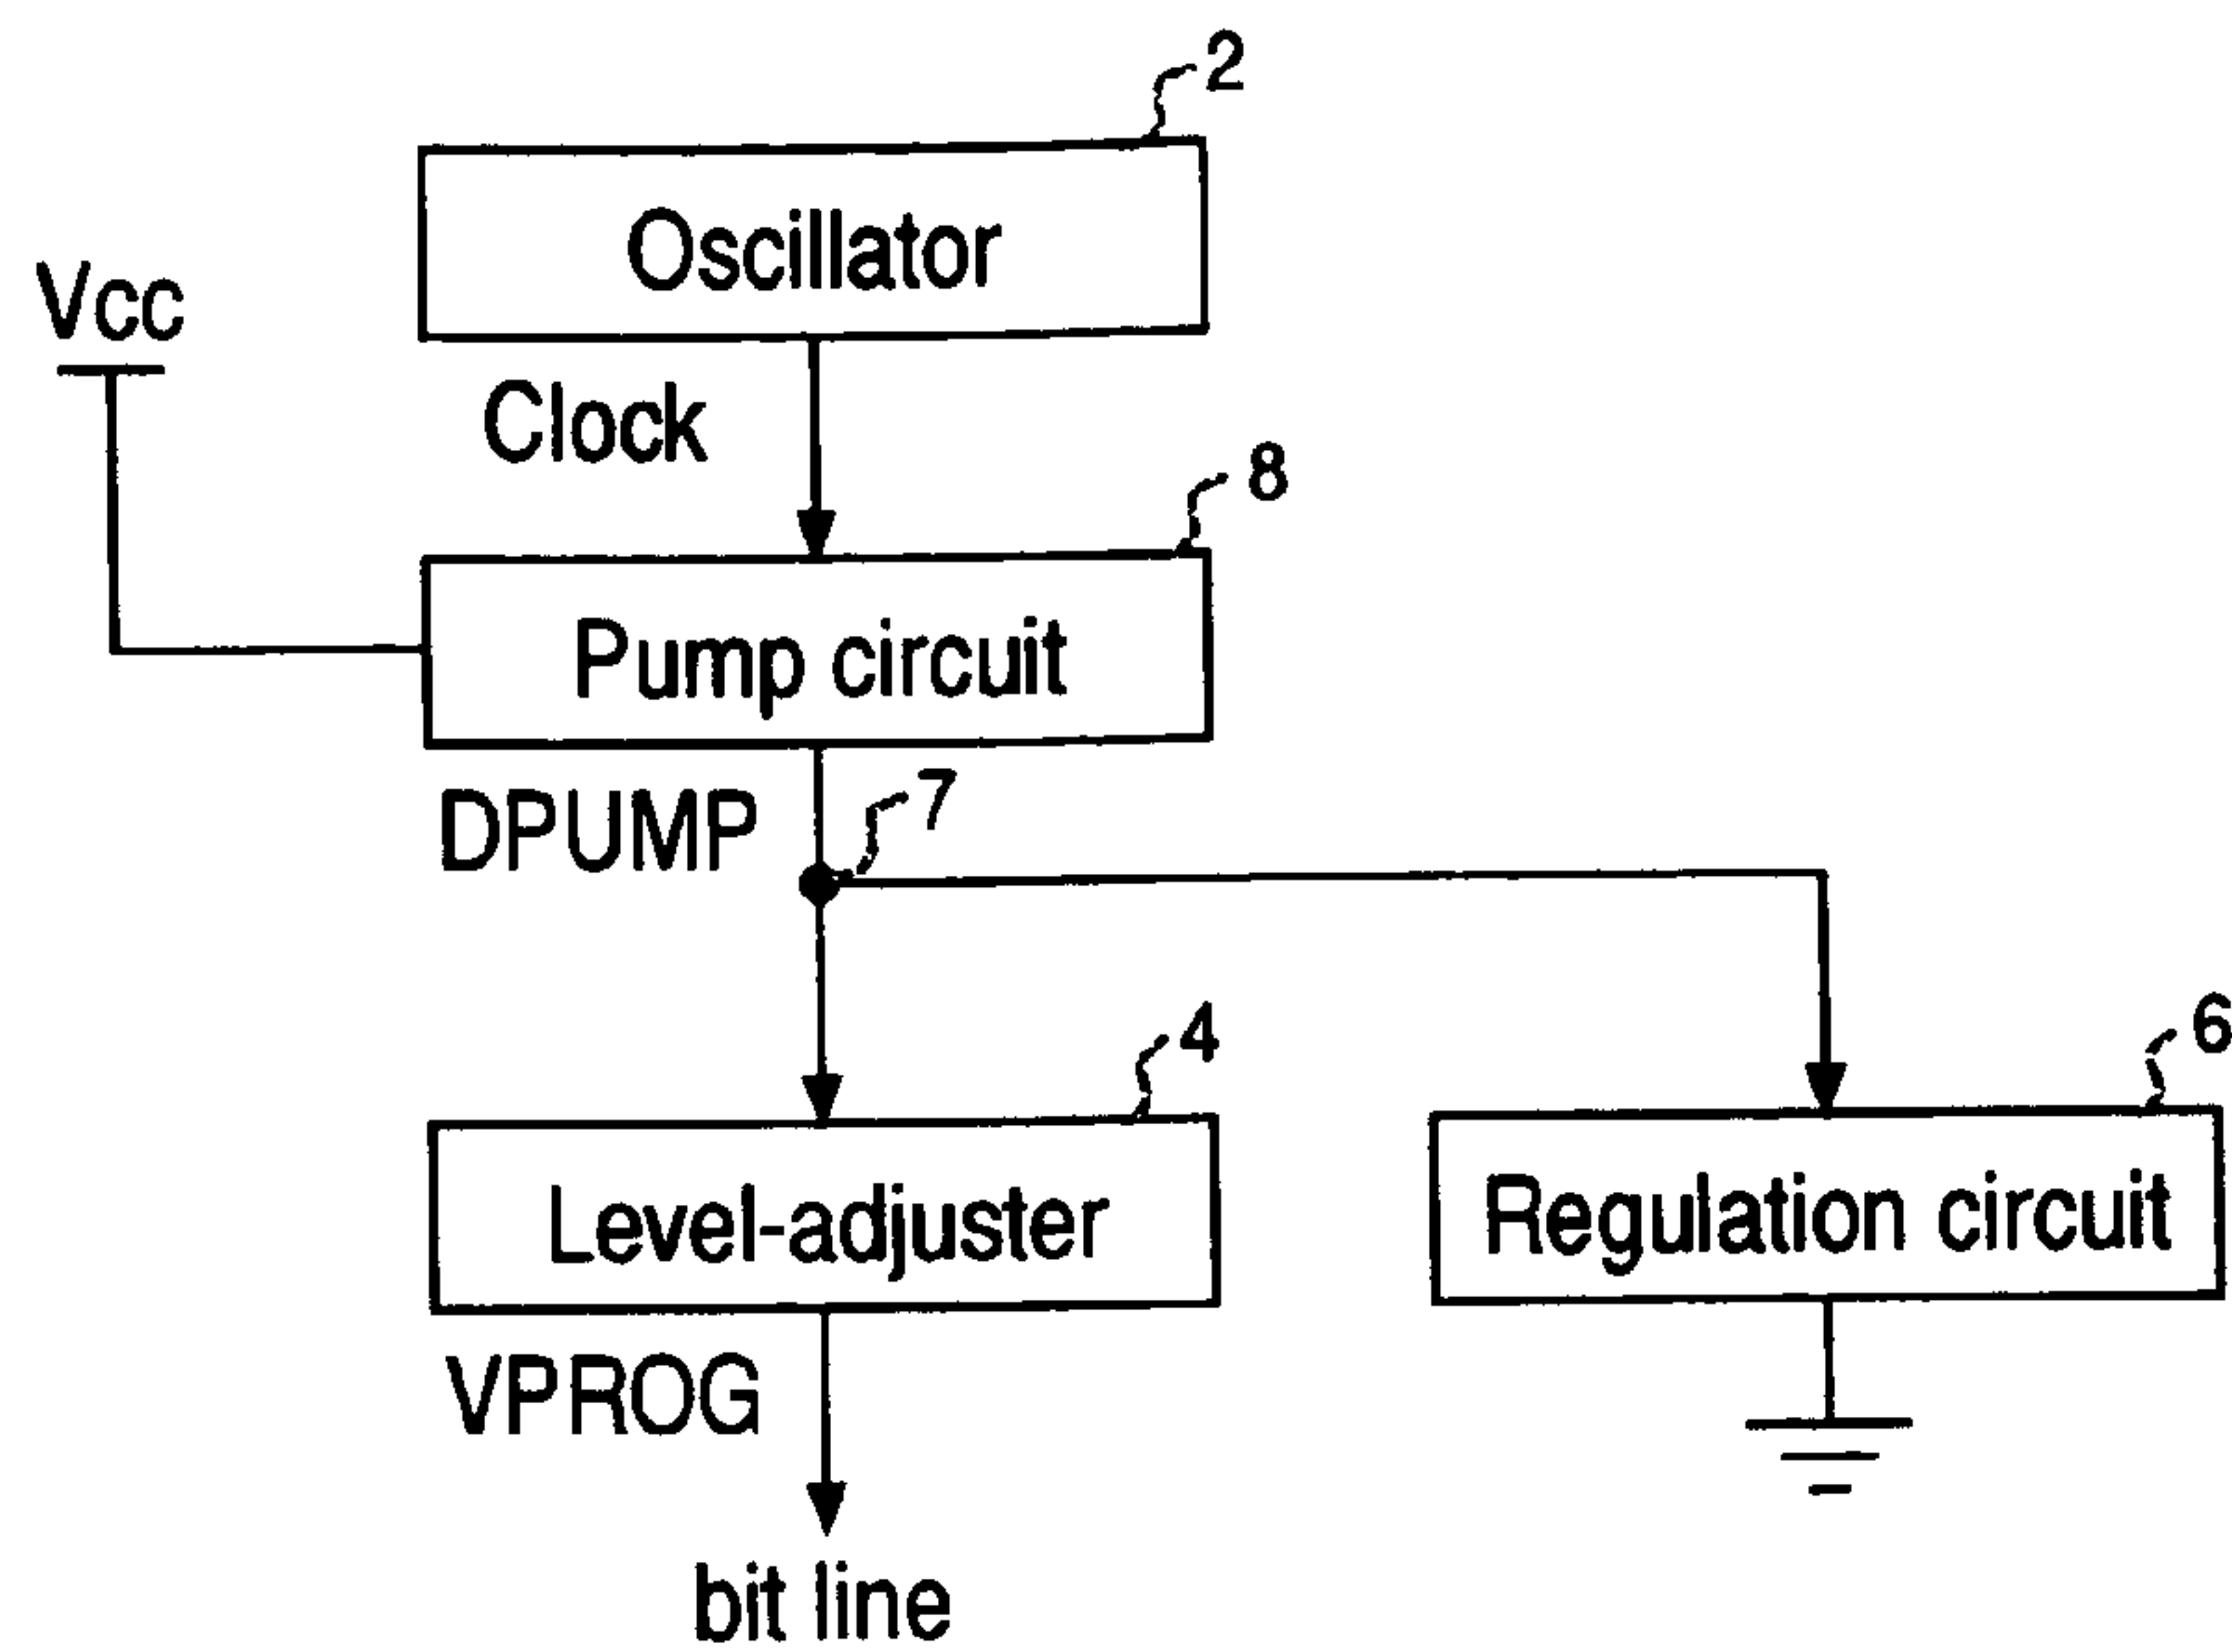 2
Oscillator
Vcc
Clock
8
Pump circuit
DPUMP
7
4
6
Level-adjuster
Regulation circuit
VPROG
bit line